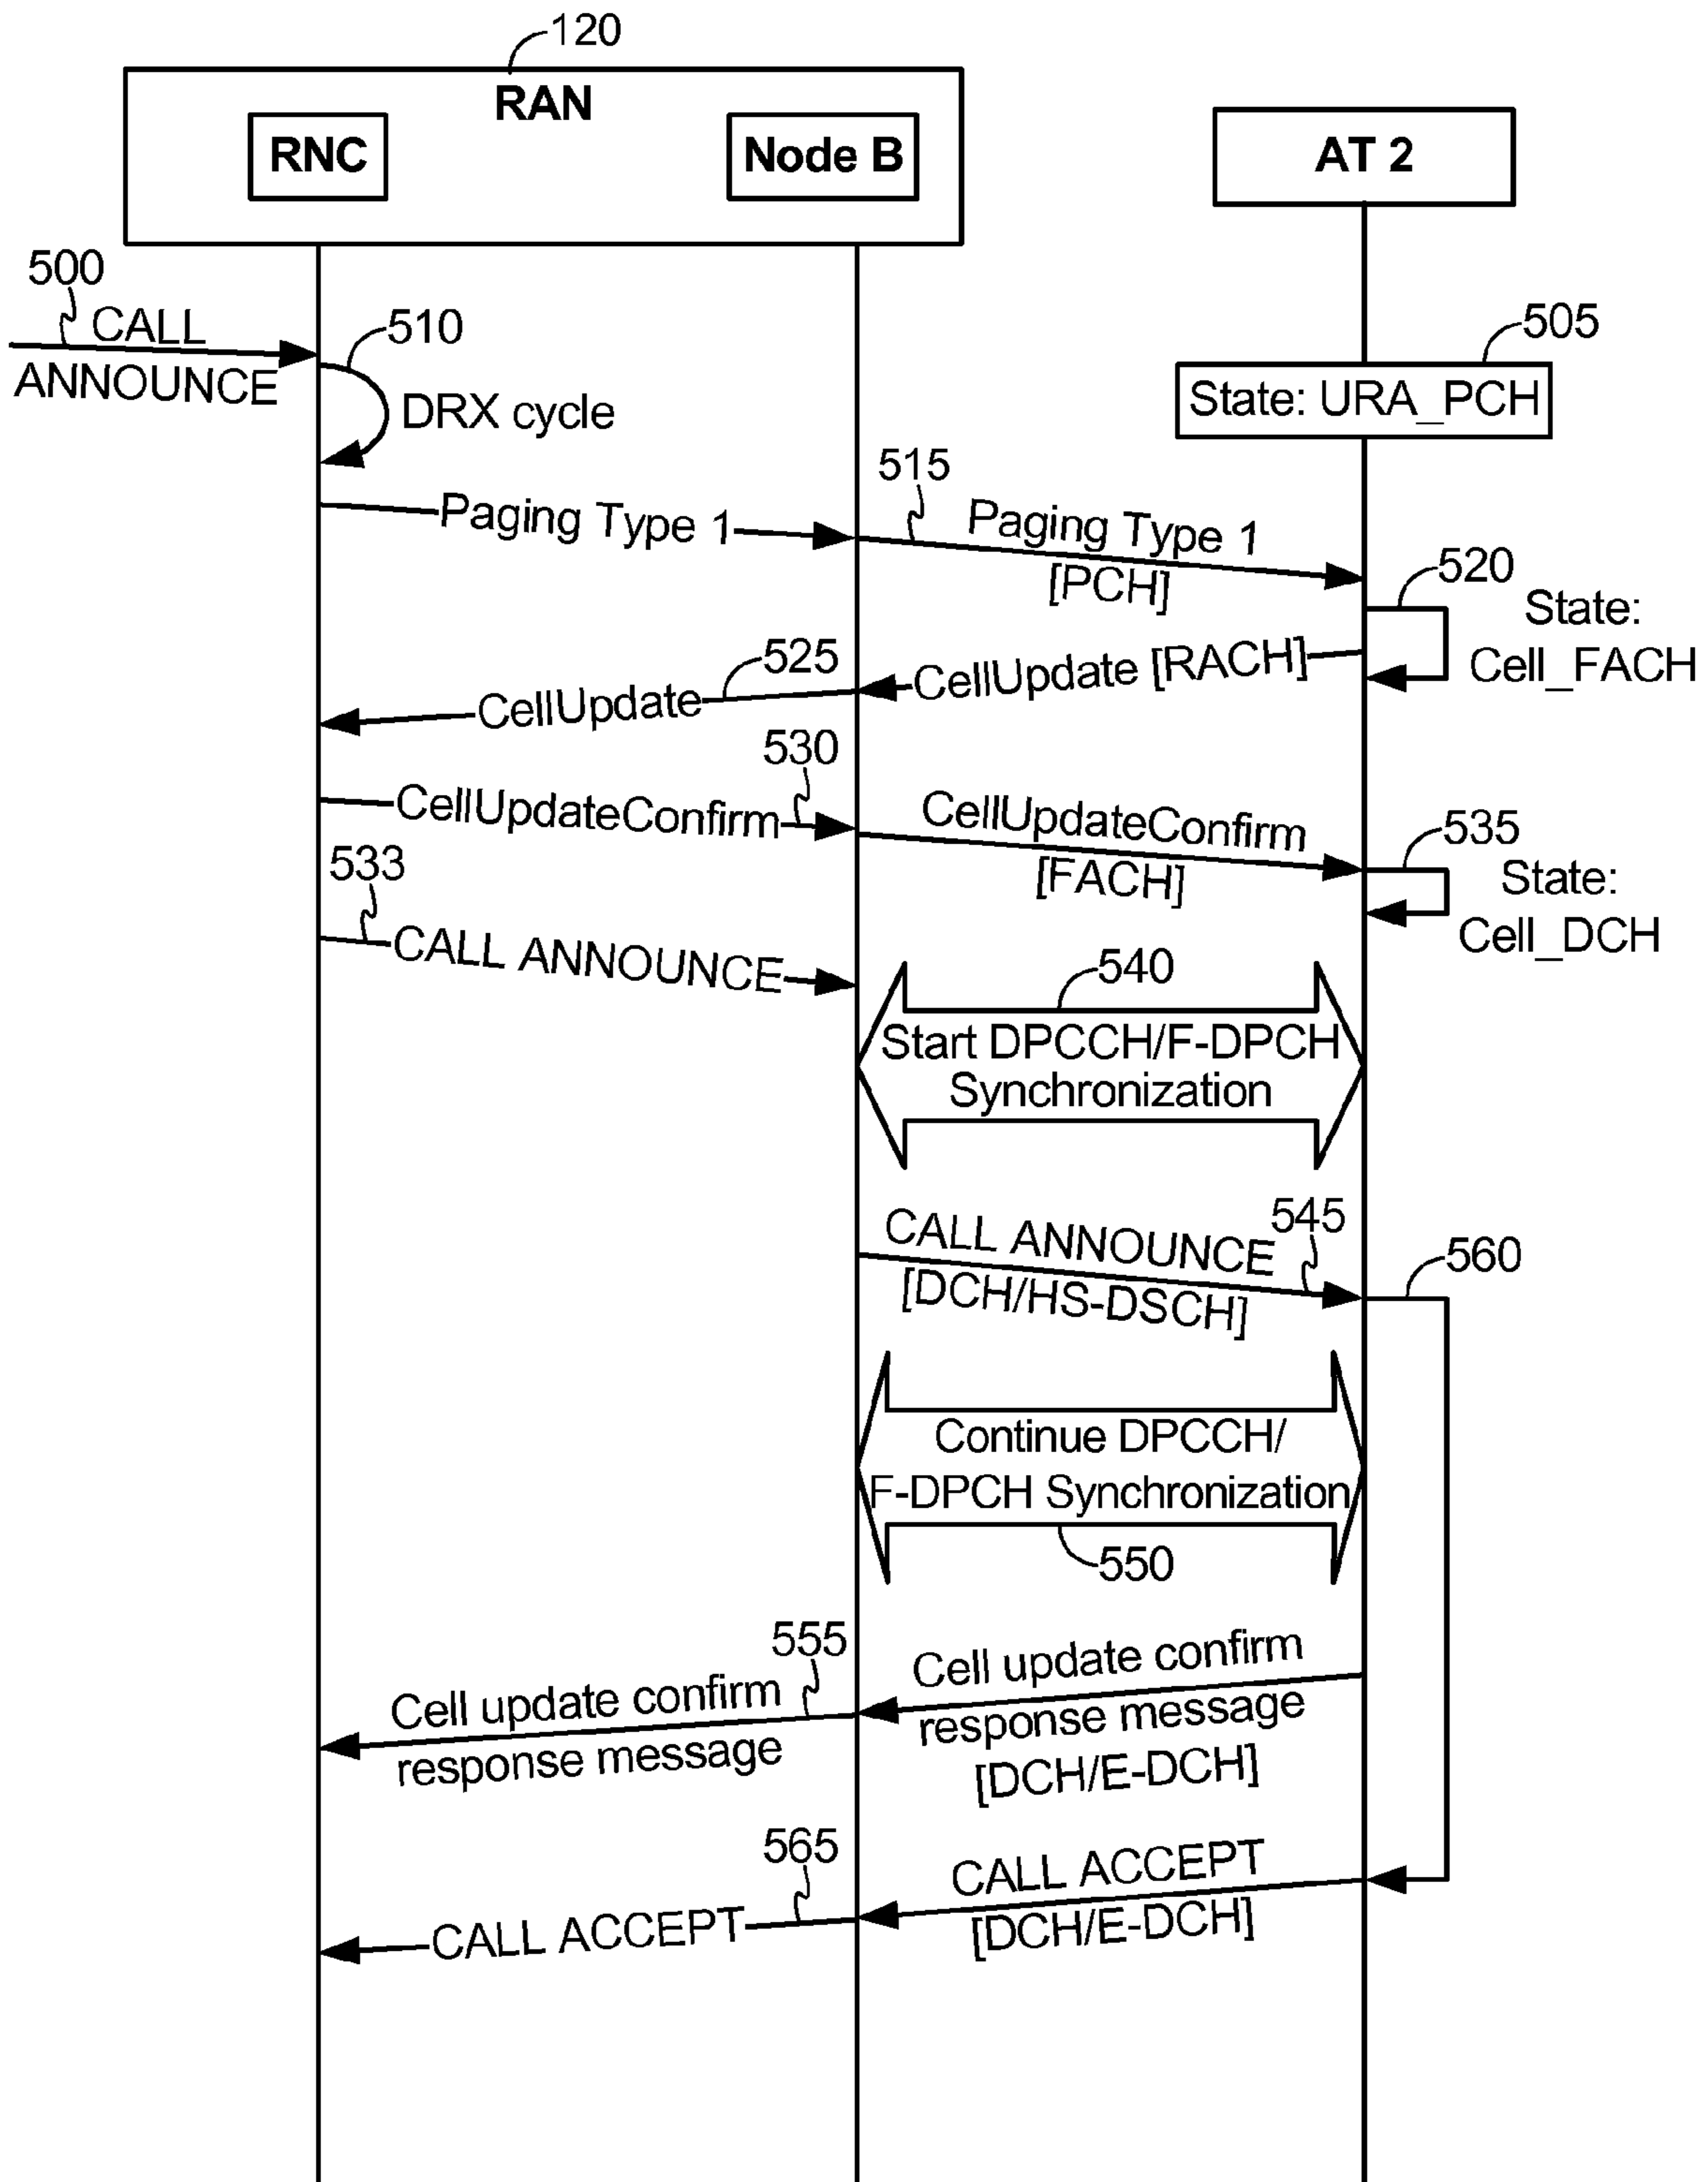 120
RAN
RNC
Node B
AT 2
500
CALL
ANNOUNCE
510
DRX cycle
505
State: URA_PCH
Paging Type 1
515
Paging Type 1
[PCH]
520
State:
Cell_FACH
525
CellUpdate [RACH]
CellUpdate
530
CellUpdateConfirm
CellUpdateConfirm
[FACH]
535
State:
Cell_DCH
533
CALL ANNOUNCE
540
Start DPCCH/F-DPCH
Synchronization
CALL ANNOUNCE
[DCH/HS-DSCH]
545
560
Continue DPCCH/
F-DPCH Synchronization
550
555
Cell update confirm
response message
[DCH/E-DCH]
Cell update confirm
response message
565
CALL ACCEPT
[DCH/E-DCH]
CALL ACCEPT